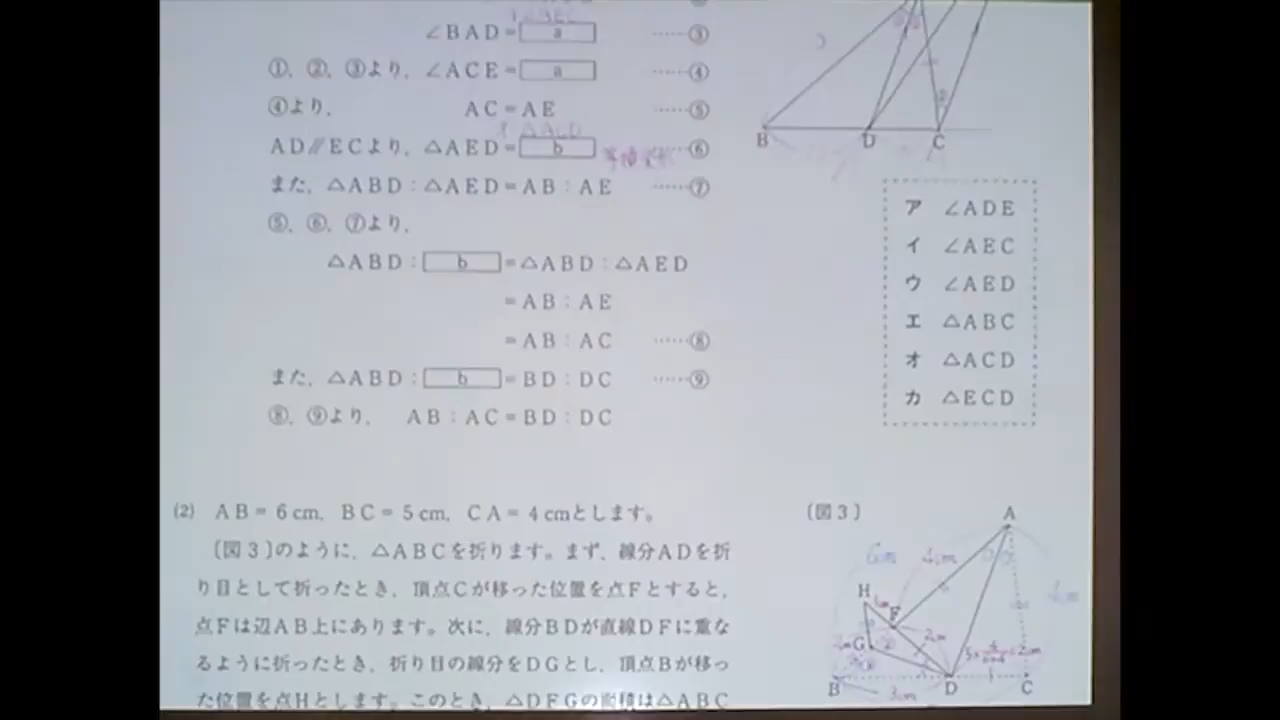 ∠BAD=[a] ……③
①、②、③より、∠ACE=[a] ……④
④より、 AC=AE ……⑤
AD∥ECより、△AED=[b] ……⑥
また、△ABD:△AED=AB:AE ……⑦
⑤、⑥、⑦より、
△ABD:[b]=△ABD:△AED
=AB:AE
=AB:AC ……⑧
また、△ABD:[b]=BD:DC ……⑨
⑧、⑨より、 AB:AC=BD:DC
B D C
ア ∠ADE
イ ∠AEC
ウ ∠AED
エ △ABC
オ △ACD
カ △ECD
(2) AB=6cm、BC=5cm、CA=4cmとします。
〔図3〕のように、△ABCを折ります。まず、線分ADを折
り目として折ったとき、頂点Cが移った位置を点Fとすると、
点Fは辺AB上にあります。次に、線分BDが直線DFに重な
るように折ったとき、折り目の線分をDGとし、頂点Bが移っ
た位置を点Hとします。このとき、△DFGの面積は△ABC
〔図3〕
A
6cm 4cm
H
F
2cm
G
B D C
3cm